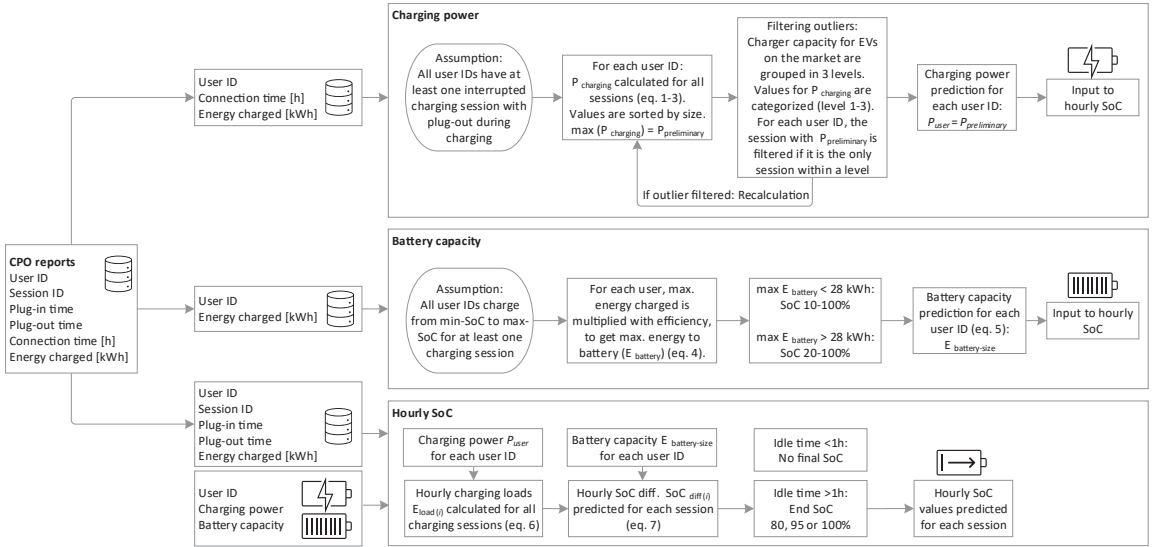 Charging power
User ID
Connection time [h]
Energy charged [kWh]
Assumption:
All user IDs have at
least one interrupted
charging session with
plug-out during
charging
For each user ID:
P charging calculated for all
sessions (eq. 1-3).
Values are sorted by size.
max (P charging) = Ppreliminary
Filtering outliers:
Charger capacity for EVs
on the market are
grouped in 3 levels.
Values for P charging are
categorized (level 1-3).
For each user ID, the
session with Ppreliminary is
filtered if it is the only
session within a level
Charging power
prediction for
each user ID:
Puser = Ppreliminary
Input to
hourly SoC
If outlier filtered: Recalculation
CPO reports
User ID
Session ID
Plug-in time
Plug-out time
Connection time [h]
Energy charged [kWh]
Battery capacity
User ID
Energy charged [kWh]
Assumption:
All user IDs charge
from min-SoC to max-
SoC for at least one
charging session
For each user, max.
energy charged is
multiplied with efficiency,
to get max. energy to
battery (E battery) (eq. 4).
max E battery < 28 kWh:
SoC 10-100%
max E battery > 28 kWh:
SoC 20-100%
Battery capacity
prediction for each
user ID (eq. 5):
E battery-size
Input to hourly
SoC
User ID
Session ID
Plug-in time
Plug-out time
Energy charged [kWh]
User ID
Charging power
Battery capacity
Hourly SoC
Charging power Puser
for each user ID
Battery capacity E battery-size
for each user ID
Idle time <1h:
No final SoC
Hourly charging loads
Eload(i) calculated for all
charging sessions (eq. 6)
Hourly SoC diff. SoC diff(i)
predicted for each session
(eq. 7)
Idle time >1h:
End SoC
80, 95 or 100%
Hourly SoC
values predicted
for each session